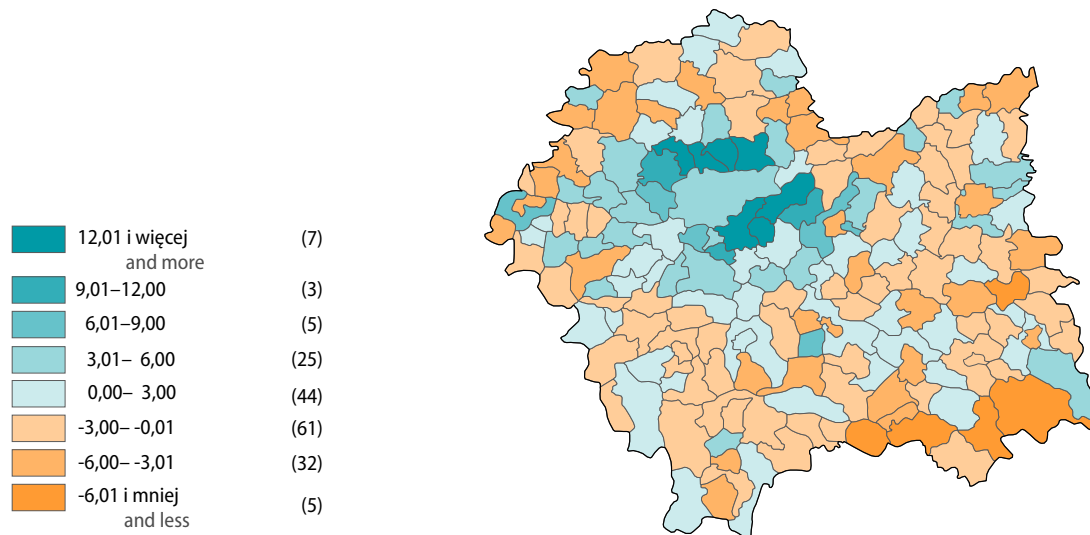 12,01 i więcej (7)
and more
9,01–12,00 (3)
6,01–9,00 (5)
3,01– 6,00 (25)
0,00– 3,00 (44)
-3,00– -0,01 (61)
-6,00– -3,01 (32)
-6,01 i mniej (5)
and less